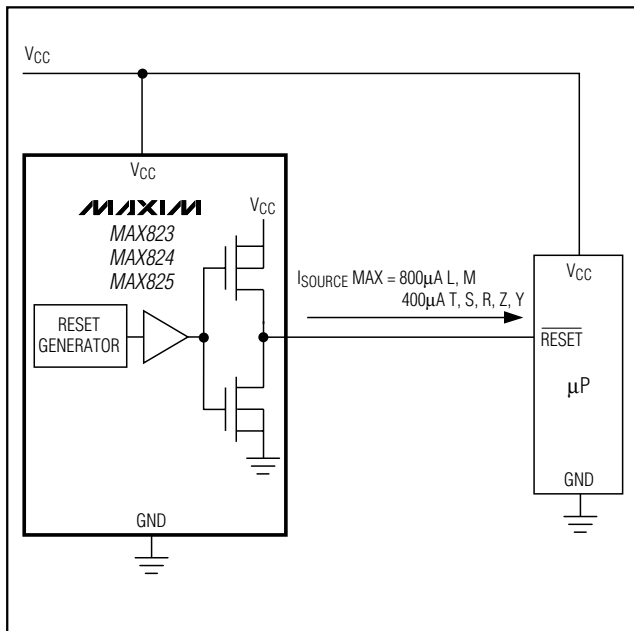 VCC
VCC
MAXIM
MAX823
MAX824
MAX825
VCC
RESET
GENERATOR
ISOURCE MAX = 800µA L, M
400µA T, S, R, Z, Y
VCC
RESET
µP
GND
GND